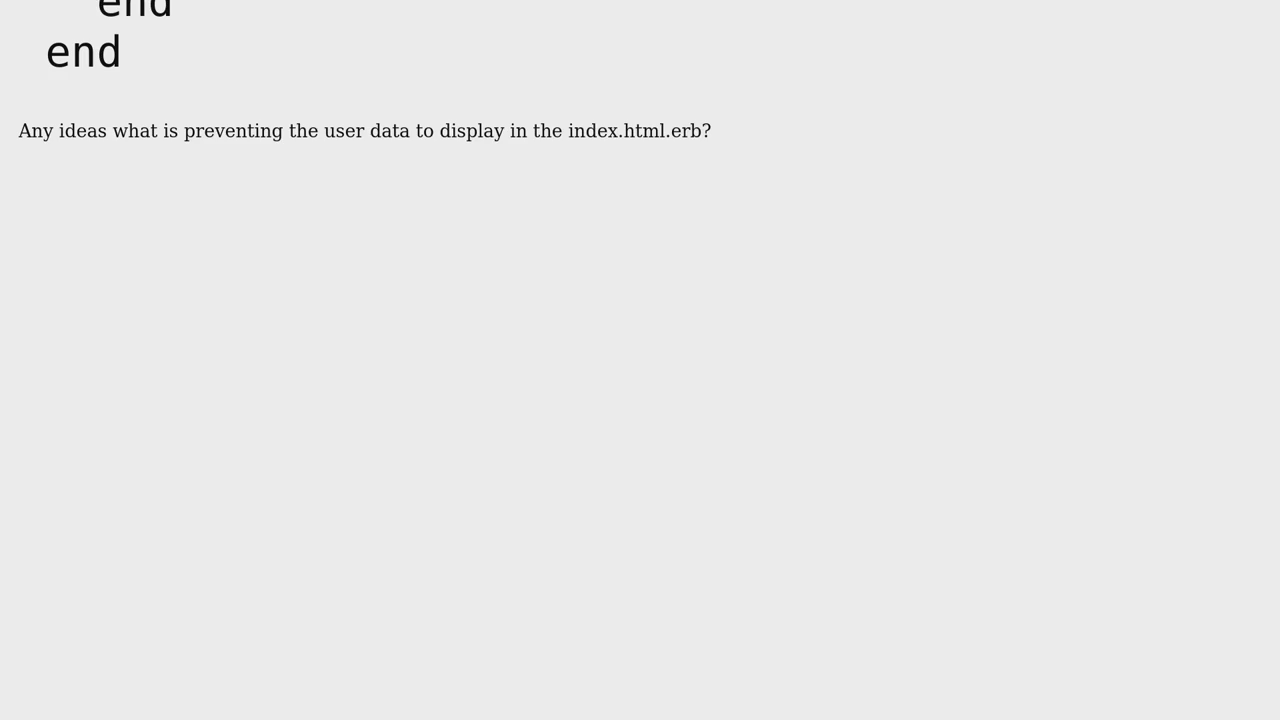 end
end
Any ideas what is preventing the user data to display in the index.html.erb?